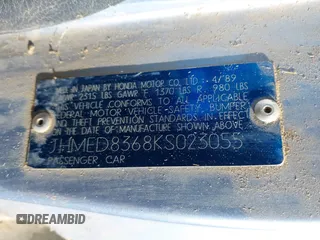 MADE IN JAPAN BY HONDA MOTOR CO., LTD. 4/89
2315 LBS GAWR F 1370 LBS R 980 LBS
THIS VEHICLE CONFORMS TO ALL APPLICABLE
FEDERAL MOTOR VEHICLE SAFETY, BUMPER,
AND THEFT PREVENTION STANDARDS IN EFFECT
ON THE DATE OF MANUFACTURE SHOWN ABOVE.
JHMED8368KS023055
PASSENGER CAR
DREAMBID